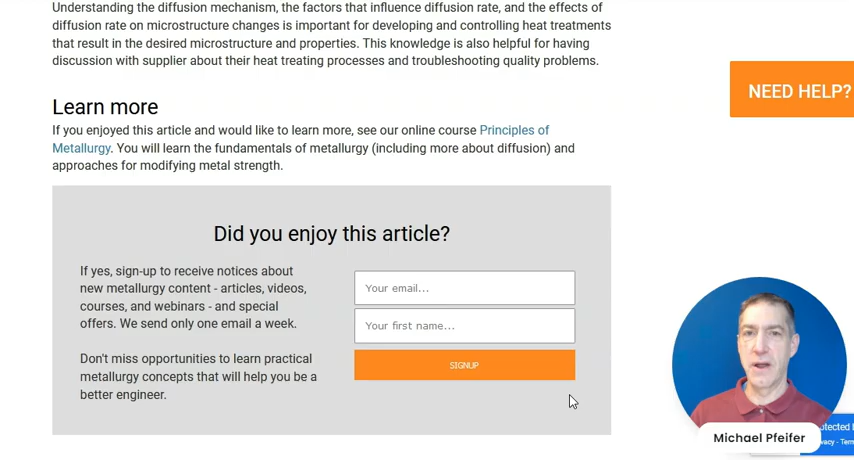 Understanding the diffusion mechanism, the factors that influence diffusion rate, and the effects of
diffusion rate on microstructure changes is important for developing and controlling heat treatments
that result in the desired microstructure and properties. This knowledge is also helpful for having
discussion with supplier about their heat treating processes and troubleshooting quality problems.
NEED HELP?
Learn more
If you enjoyed this article and would like to learn more, see our online course Principles of
Metallurgy. You will learn the fundamentals of metallurgy (including more about diffusion) and
approaches for modifying metal strength.
Did you enjoy this article?
If yes, sign-up to receive notices about
new metallurgy content - articles, videos,
courses, and webinars - and special
offers. We send only one email a week.
Don't miss opportunities to learn practical
metallurgy concepts that will help you be a
better engineer.
Your email...
Your first name...
SIGNUP
Michael Pfeifer